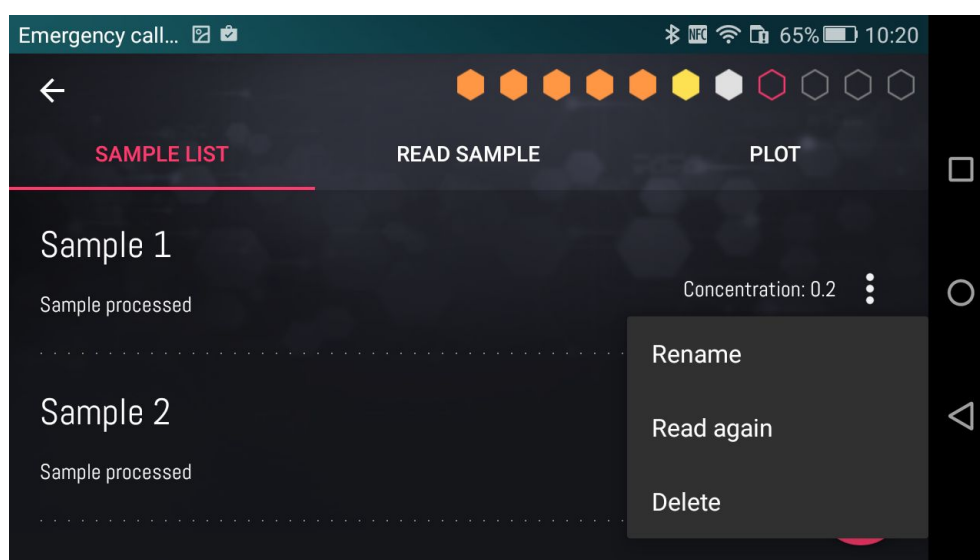 Emergency call... NFC 65% 10:20
SAMPLE LIST READ SAMPLE PLOT
Sample 1
Sample processed Concentration: 0.2
Rename
Sample 2
Read again
Sample processed
Delete